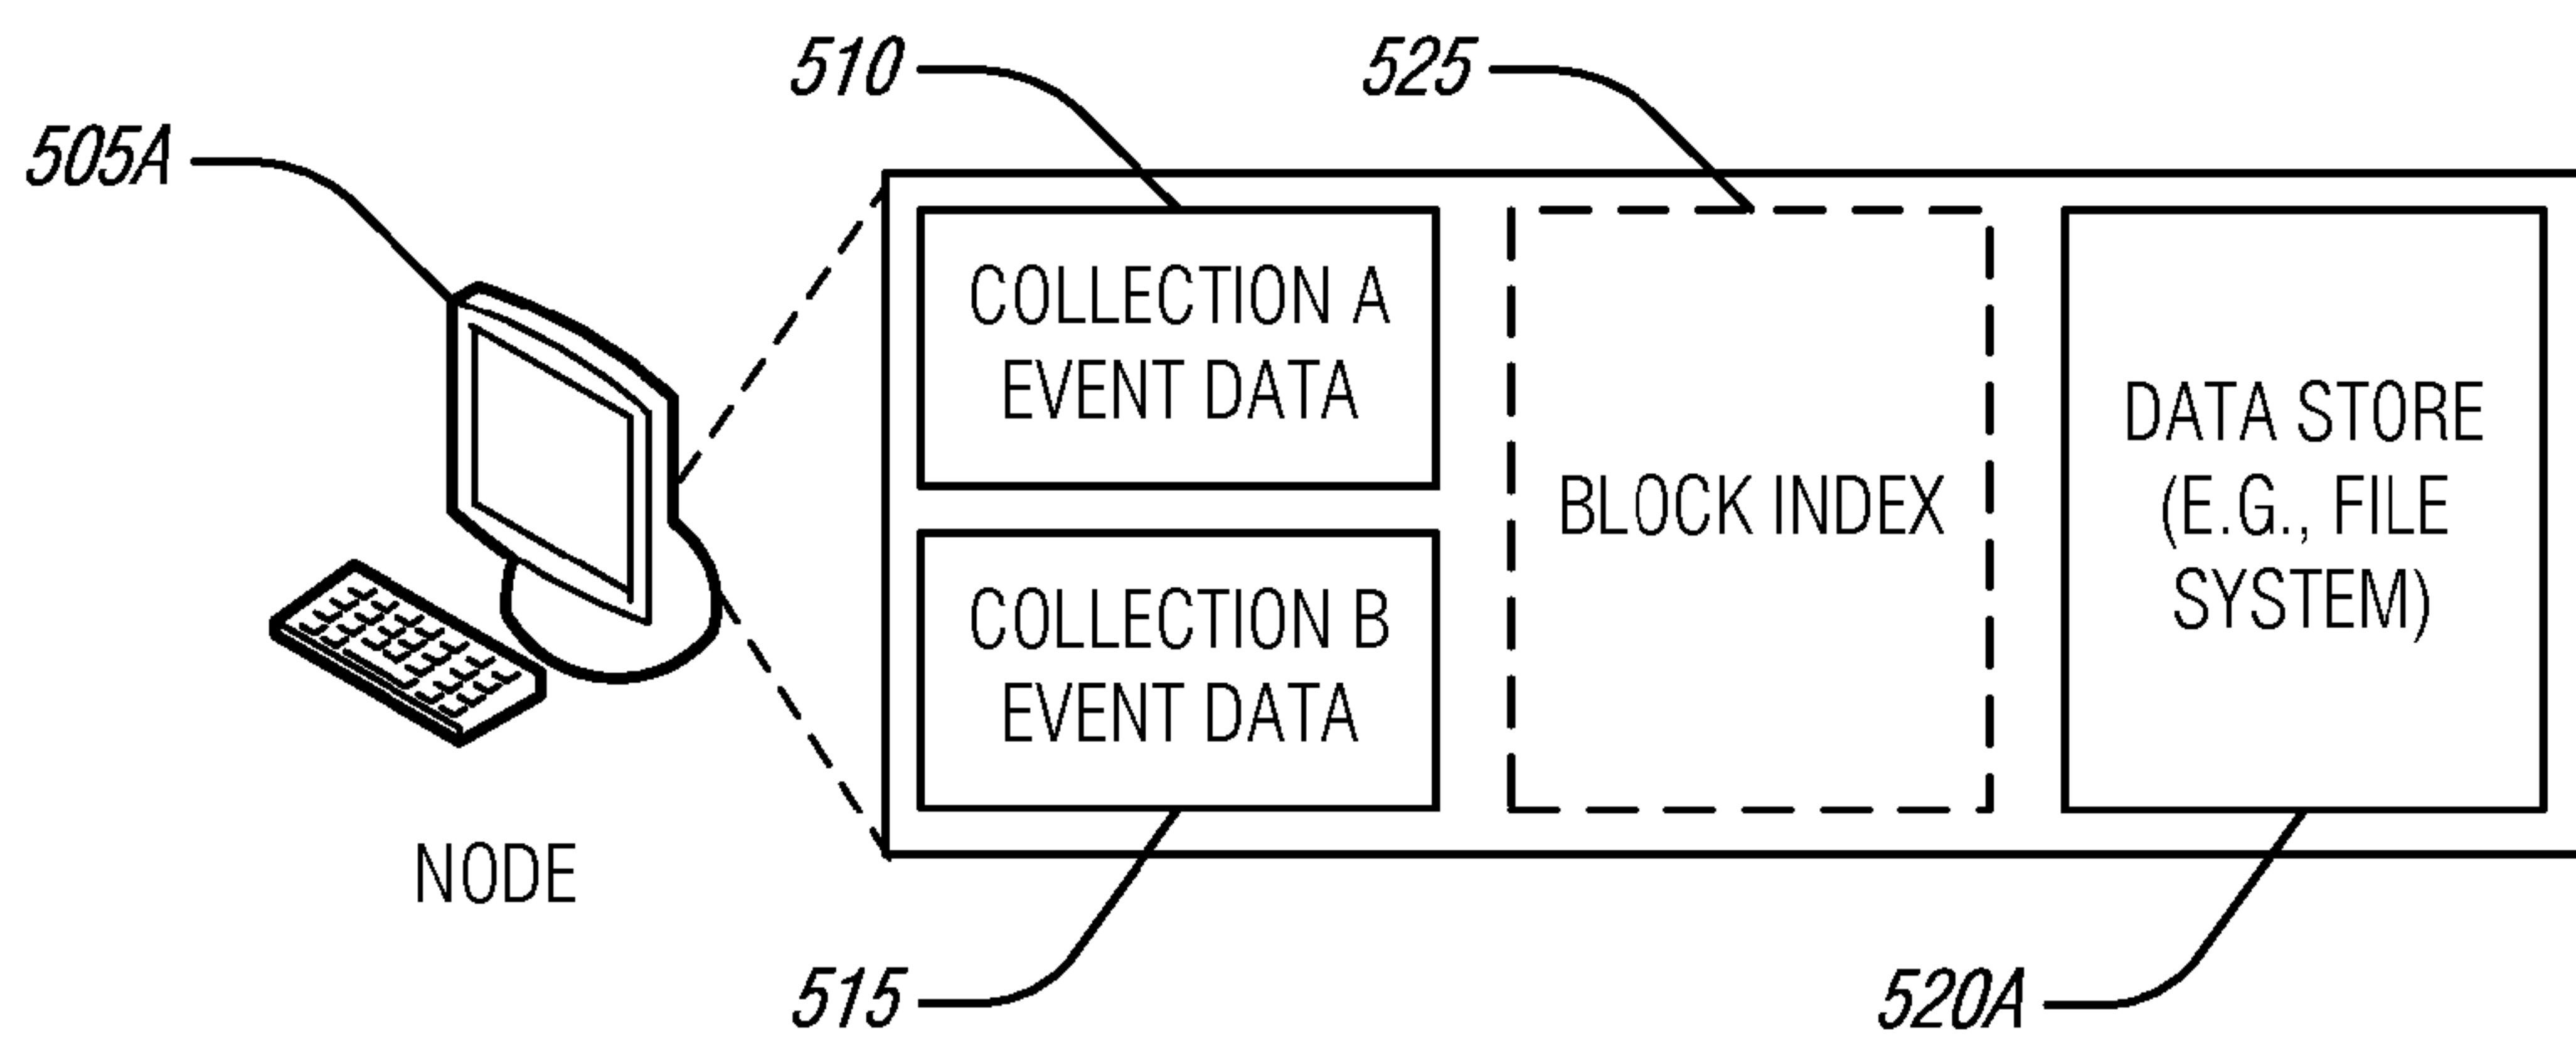 510
525
505A
COLLECTION A
EVENT DATA
BLOCK INDEX
DATA STORE
(E.G., FILE
SYSTEM)
COLLECTION B
EVENT DATA
NODE
515
520A